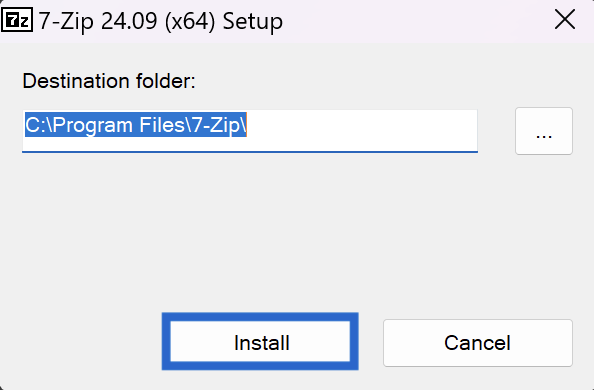 7z 7-Zip 24.09 (x64) Setup
Destination folder:
C:\Program Files\7-Zip\
...
Install
Cancel